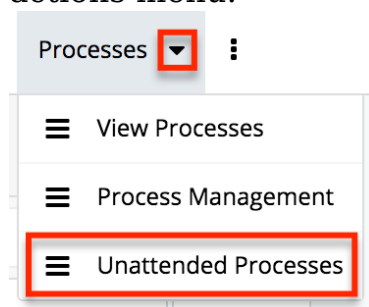 actions menu.
Processes
View Processes
Process Management
Unattended Processes